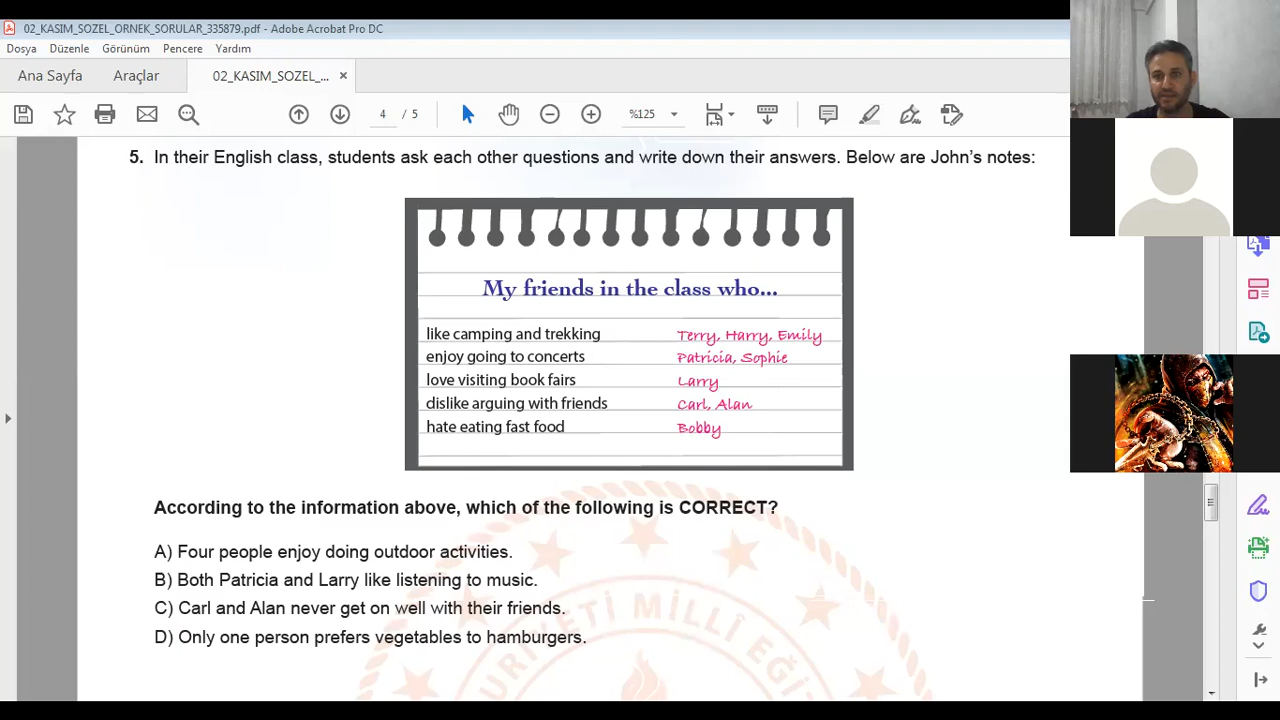 02_KASIM_SOZEL_ORNEK_SORULAR_335879.pdf - Adobe Acrobat Pro DC
Dosya Düzenle Görünüm Pencere Yardım
Ana Sayfa Araçlar 02_KASIM_SOZEL_... ×
4 / 5 %125
5. In their English class, students ask each other questions and write down their answers. Below are John's notes:
My friends in the class who...
like camping and trekking Terry, Harry, Emily
enjoy going to concerts Patricia, Sophie
love visiting book fairs Larry
dislike arguing with friends Carl, Alan
hate eating fast food Bobby
According to the information above, which of the following is CORRECT?
A) Four people enjoy doing outdoor activities.
B) Both Patricia and Larry like listening to music.
C) Carl and Alan never get on well with their friends.
D) Only one person prefers vegetables to hamburgers.
URİYETİ MİLLÎ EĞİ